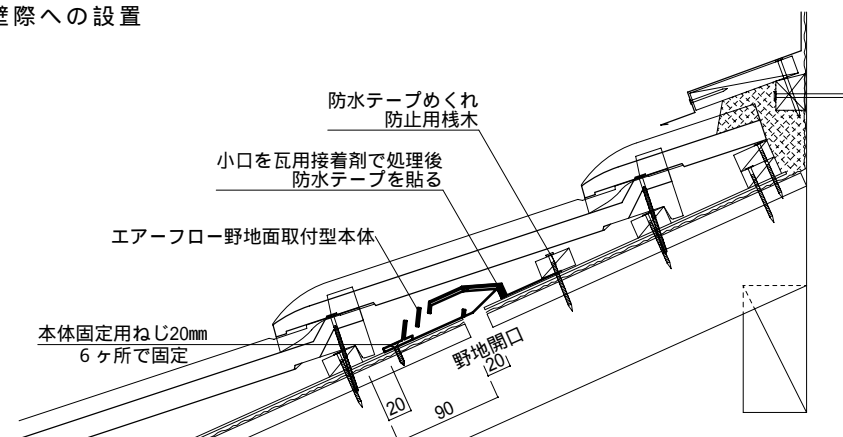 壁際への設置
防水テープめくれ
防止用桟木
小口を瓦用接着剤で処理後
防水テープを貼る
エアーフロー野地面取付型本体
本体固定用ねじ20mm
6ヶ所で固定
野地開口
20
20
90